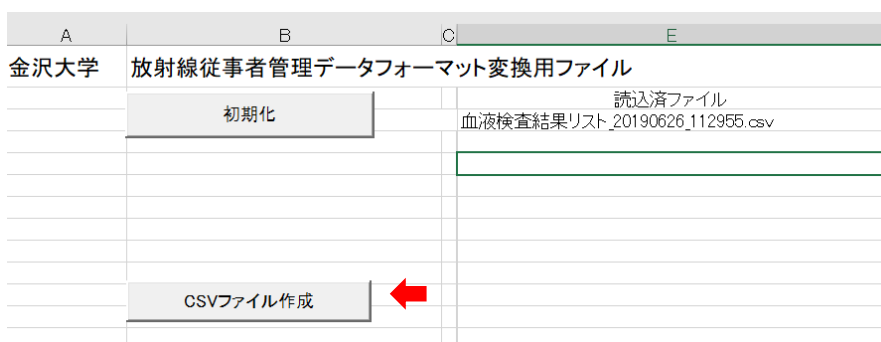 A B C E
金沢大学 放射線従事者管理データフォーマット変換用ファイル
読込済ファイル
初期化
血液検査結果リスト_20190626_112955.csv
CSVファイル作成